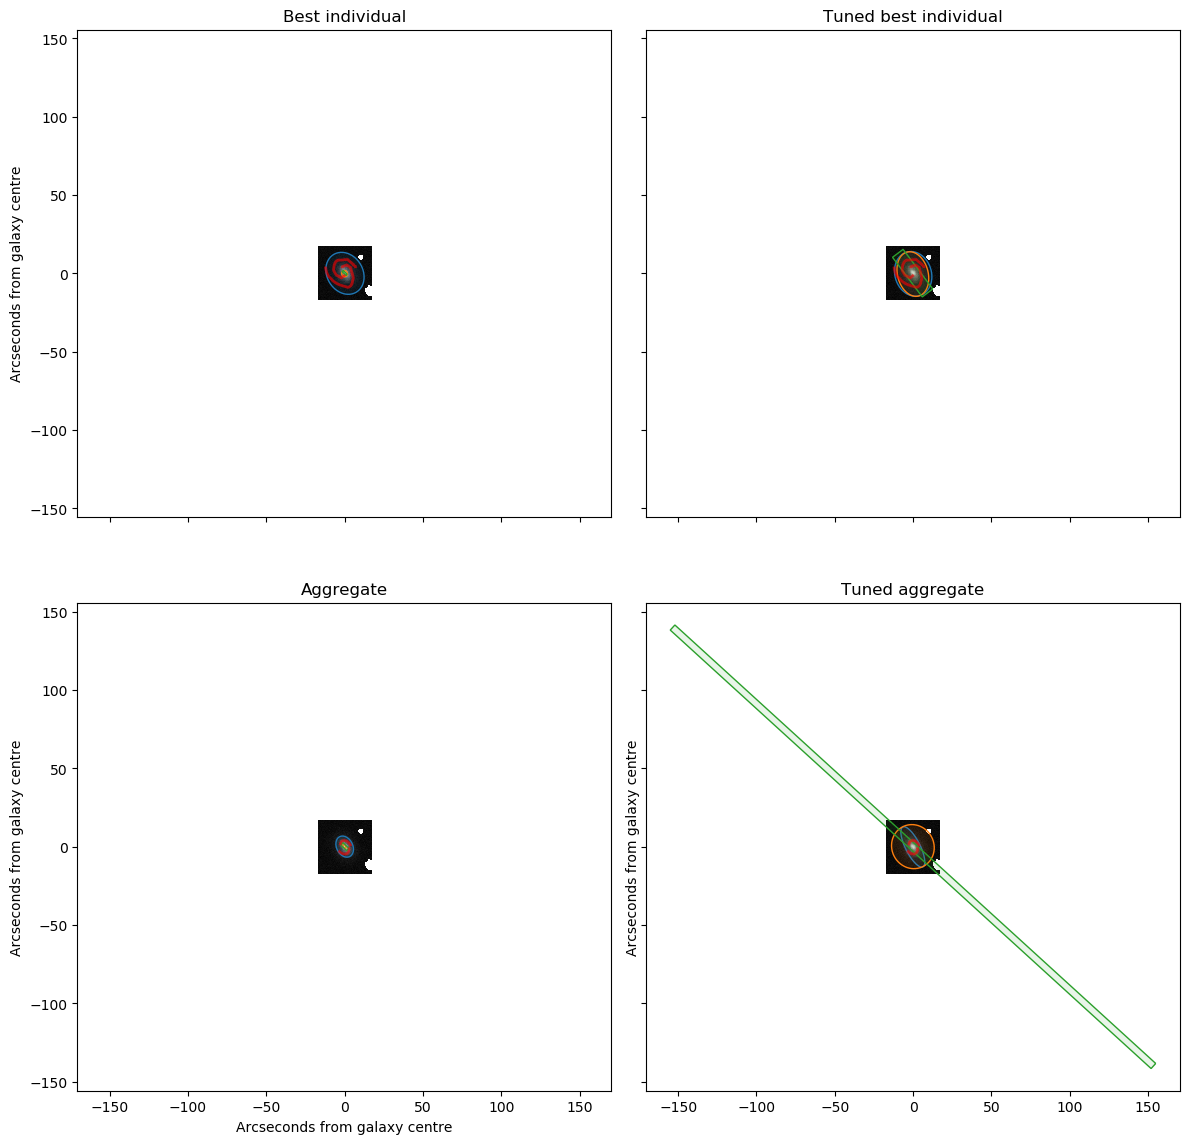 Best individual
Tuned best individual
150
100
50
0
−50
−100
−150
Arcseconds from galaxy centre
Aggregate
Tuned aggregate
150
100
50
0
−50
−100
−150
Arcseconds from galaxy centre
Arcseconds from galaxy centre
−150 −100 −50 0 50 100 150
−150 −100 −50 0 50 100 150
Arcseconds from galaxy centre